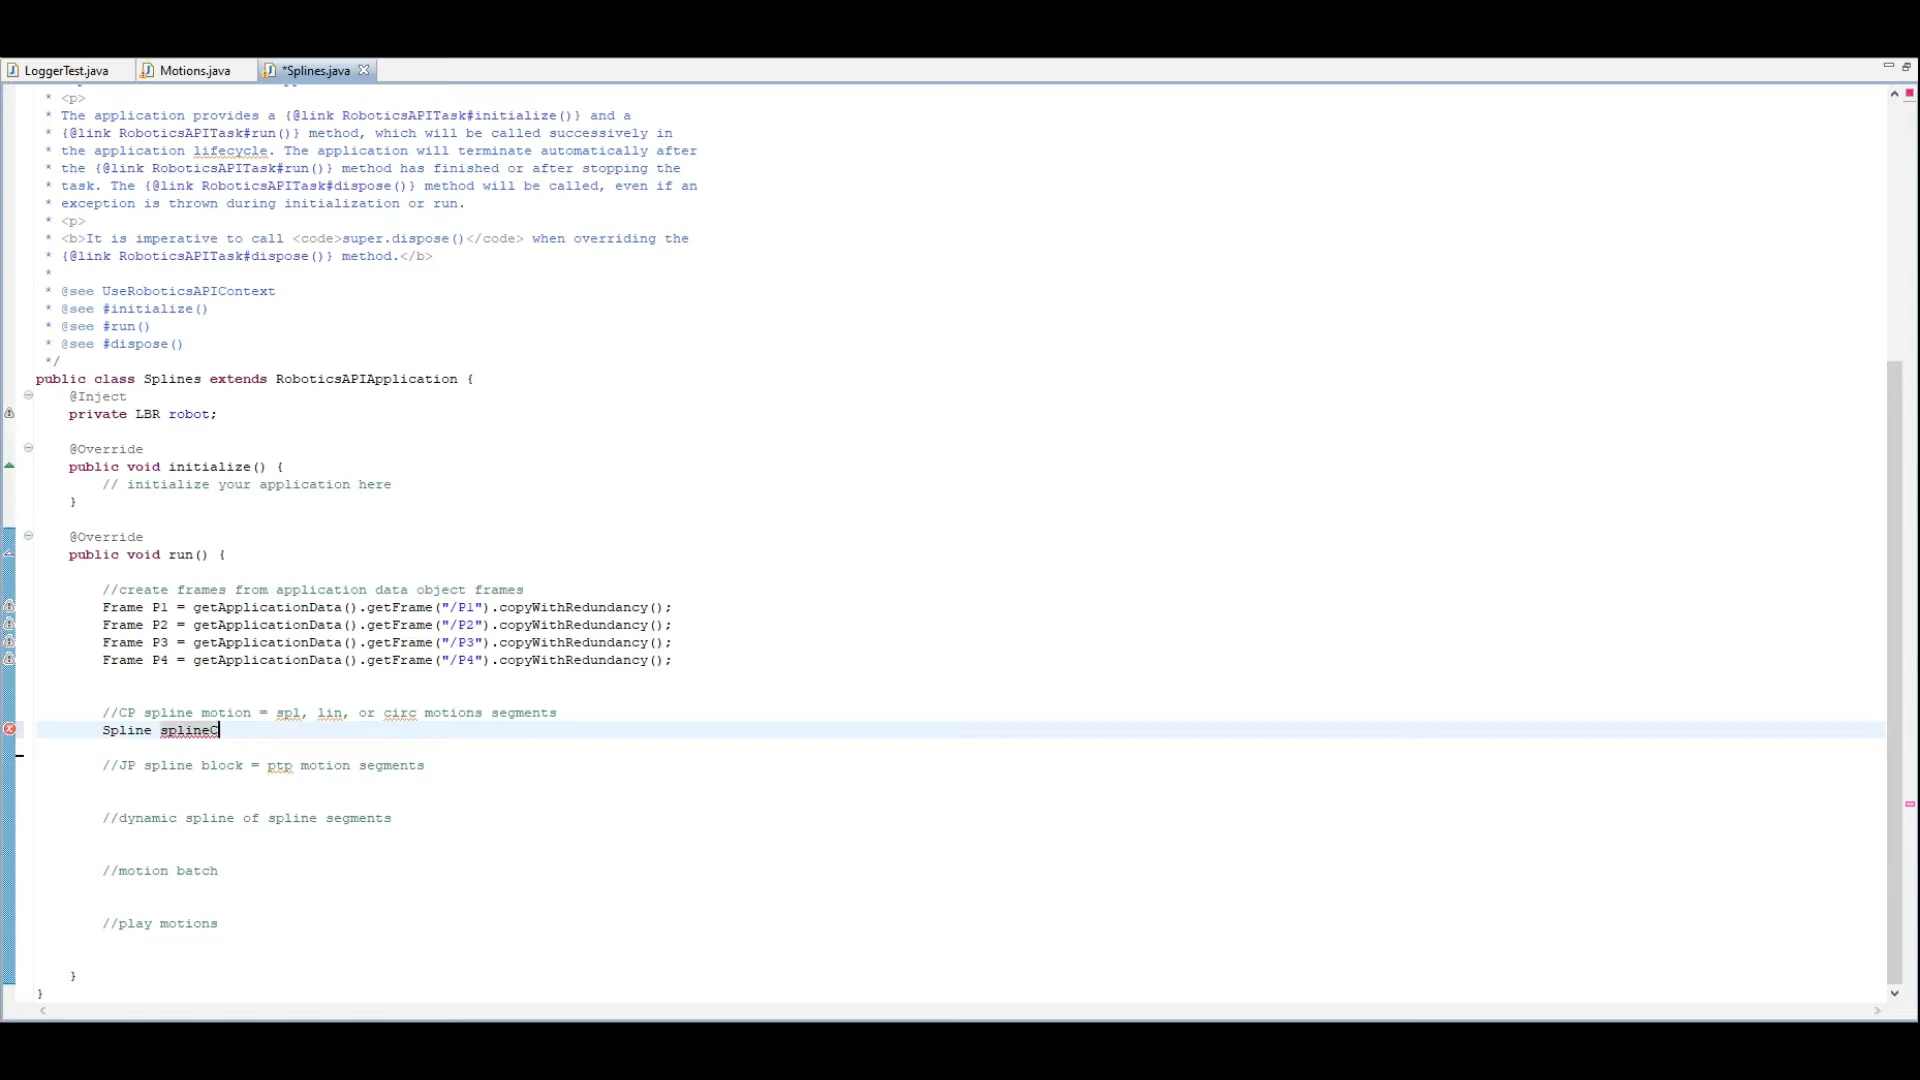 LoggerTest.java Motions.java *Splines.java
* <p>
* The application provides a {@link RoboticsAPITask#initialize()} and a
* {@link RoboticsAPITask#run()} method, which will be called successively in
* the application lifecycle. The application will terminate automatically after
* the {@link RoboticsAPITask#run()} method has finished or after stopping the
* task. The {@link RoboticsAPITask#dispose()} method will be called, even if an
* exception is thrown during initialization or run.
* <p>
* <b>It is imperative to call <code>super.dispose()</code> when overriding the
* {@link RoboticsAPITask#dispose()} method.</b>
*
* @see UseRoboticsAPIContext
* @see #initialize()
* @see #run()
* @see #dispose()
*/
public class Splines extends RoboticsAPIApplication {
@Inject
private LBR robot;
@Override
public void initialize() {
// initialize your application here
}
@Override
public void run() {
//create frames from application data object frames
Frame P1 = getApplicationData().getFrame("/P1").copyWithRedundancy();
Frame P2 = getApplicationData().getFrame("/P2").copyWithRedundancy();
Frame P3 = getApplicationData().getFrame("/P3").copyWithRedundancy();
Frame P4 = getApplicationData().getFrame("/P4").copyWithRedundancy();
//CP spline motion = spl, lin, or circ motions segments
Spline splineC
//JP spline block = ptp motion segments
//dynamic spline of spline segments
//motion batch
//play motions
}
}